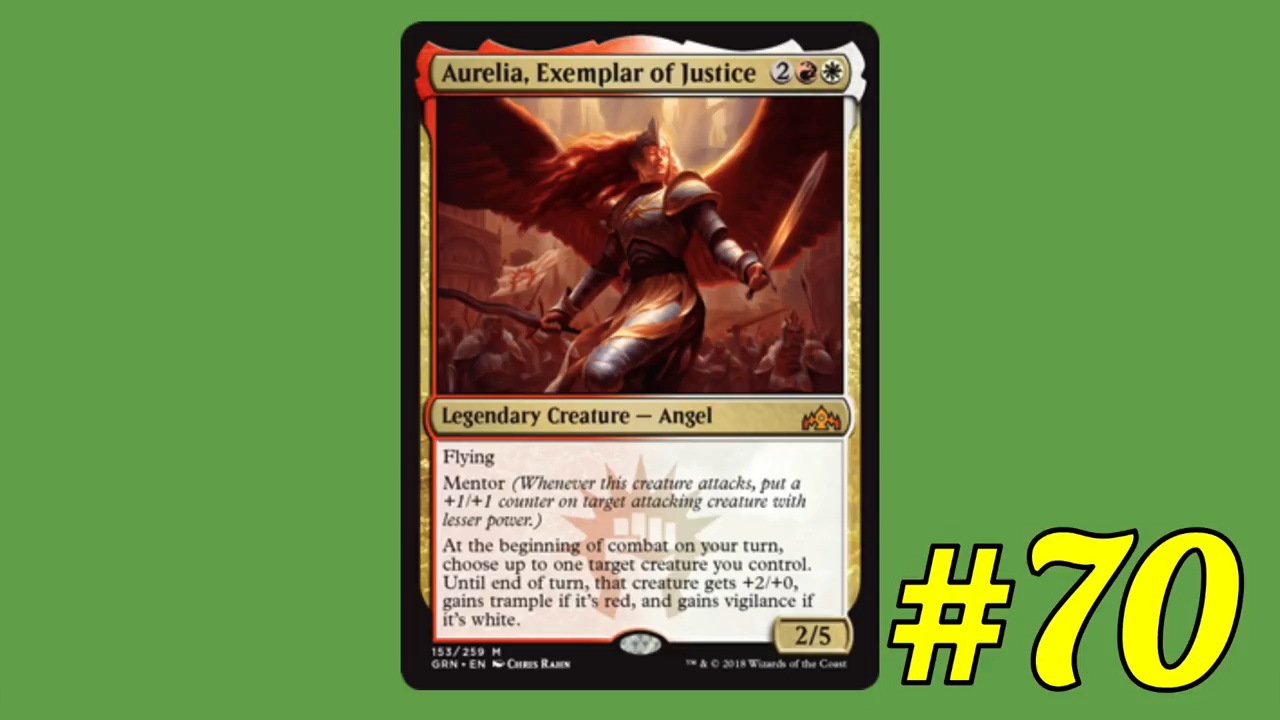 Aurelia, Exemplar of Justice 2
Legendary Creature — Angel
Flying
Mentor (Whenever this creature attacks, put a
+1/+1 counter on target attacking creature with
lesser power.)
At the beginning of combat on your turn,
choose up to one target creature you control.
Until end of turn, that creature gets +2/+0,
gains trample if it's red, and gains vigilance if
it's white.
2/5
153/259 M
GRN • EN Chris Rahn
™ & © 2018 Wizards of the Coast
#70